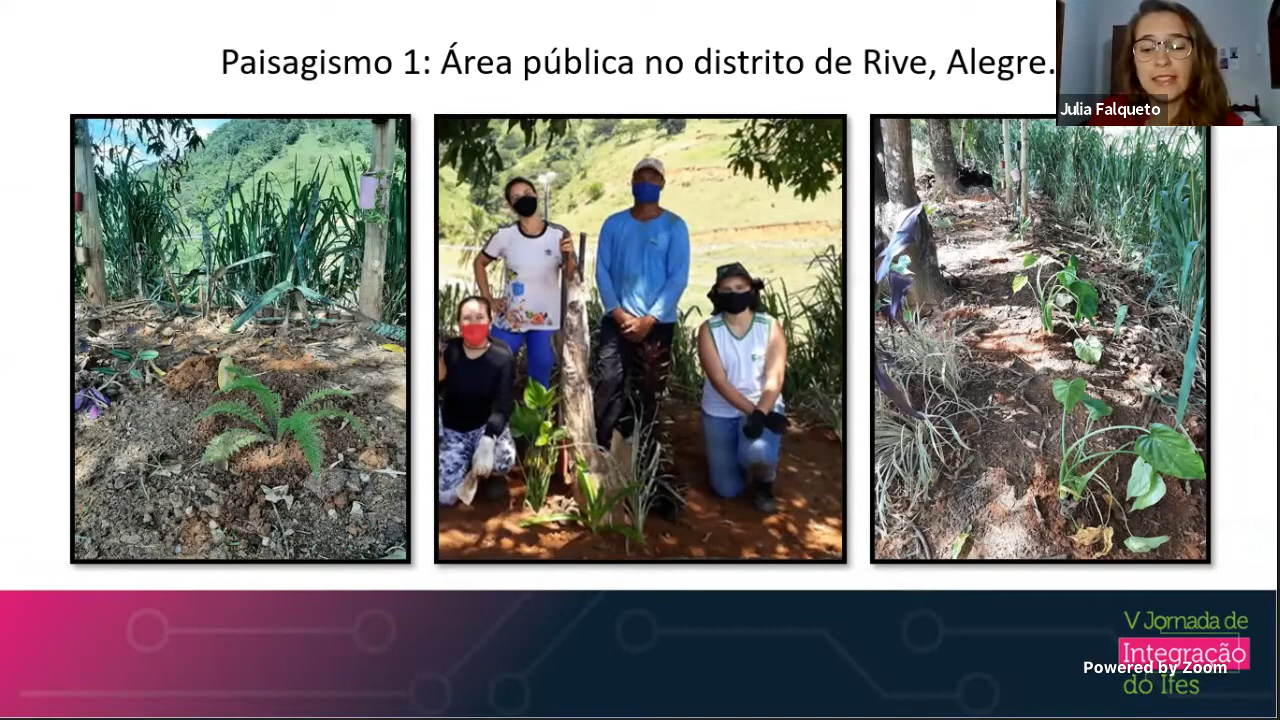 Paisagismo 1: Área pública no distrito de Rive, Alegre.
Julia Falqueto
V Jornada de
Integração
do Ifes
Powered by Zoom